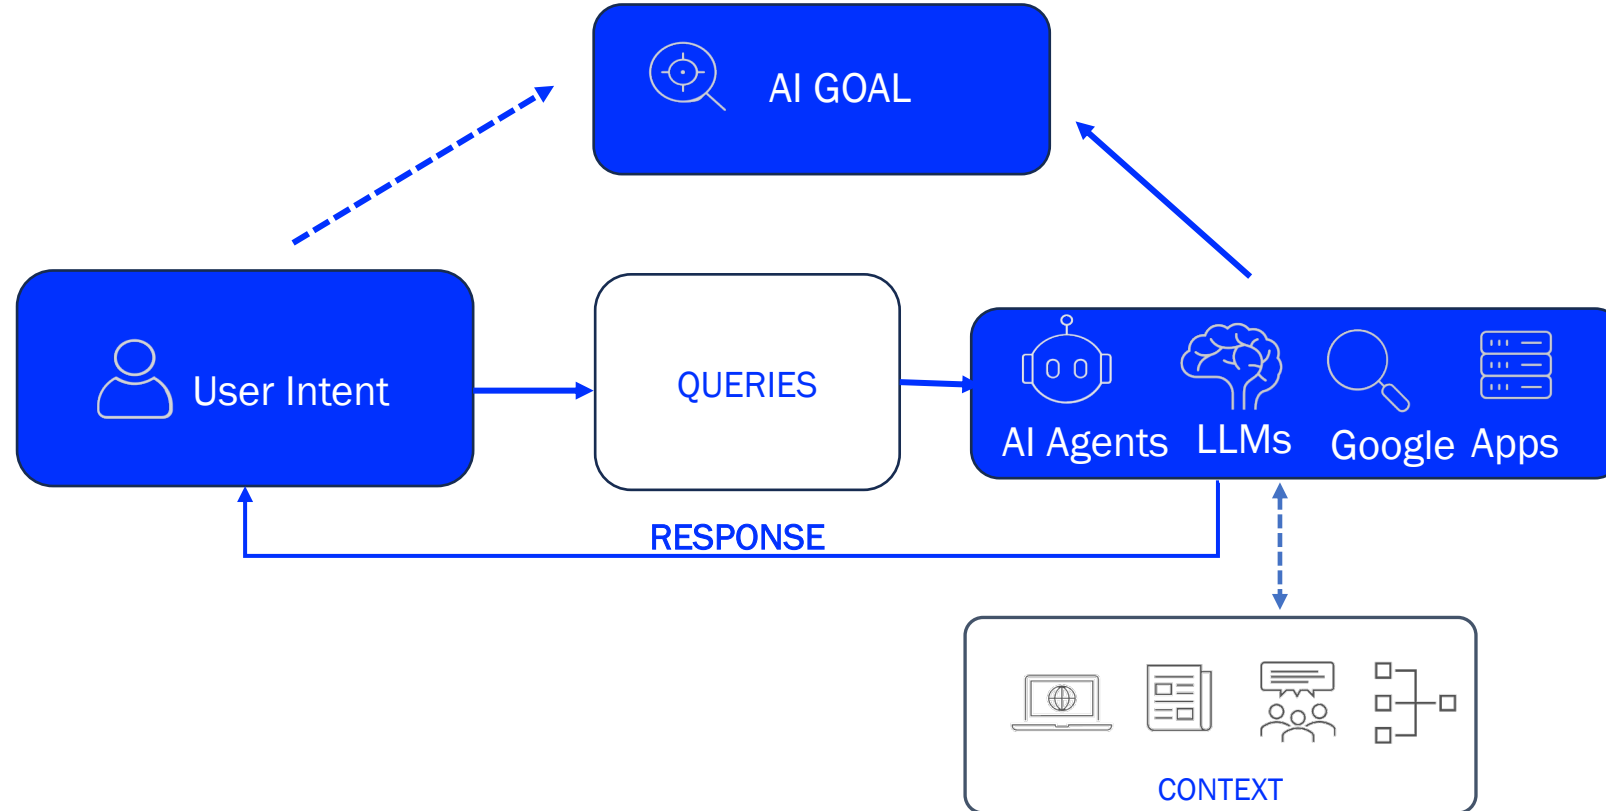 AI GOAL
User Intent
QUERIES
AI Agents LLMs Google Apps
RESPONSE
CONTEXT